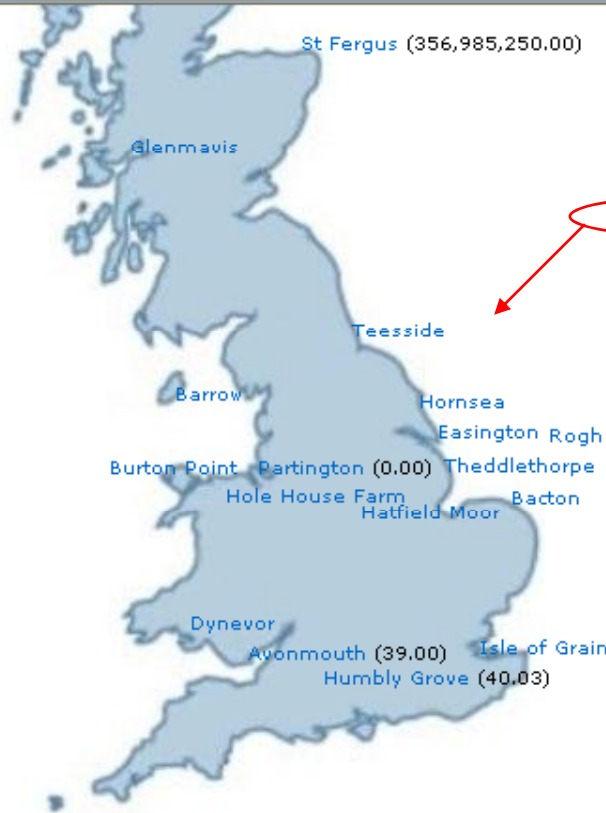 St Fergus (356,985,250.00)
Glenmavis
Teesside
Barrow
Hornsea
Easington Rogh
Burton Point Partington (0.00) Theddlethorpe
Hole House Farm Bacton
Hatfield Moor
Dynevor
Avonmouth (39.00) Isle of Grain
Humbly Grove (40.03)